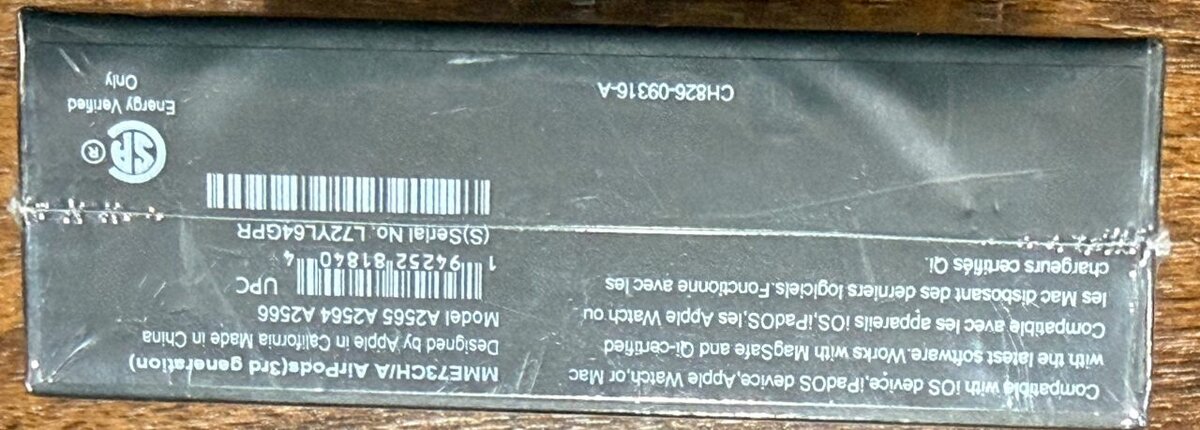 Compatible with iOS device,iPadOS device,Apple,Watch,or Mac
with the latest software.Works with MagSafe and Qi-certified
Compatible avec les appareils iOS,iPadOS,les Apple Watch ou
les Mac disbosant des derniers logiciels.Fonctionne avec les
chargeurs certifiés Qi.
CH826-09316-A
MME73CH/A AirPods(3rd generation)
Designed by Apple in California Made in China
Model A2565 A2564 A2566
UPC
1 94252 81840 4
(S)Serial No. L72YL64GPR
SA
®
Energy Verified
Only